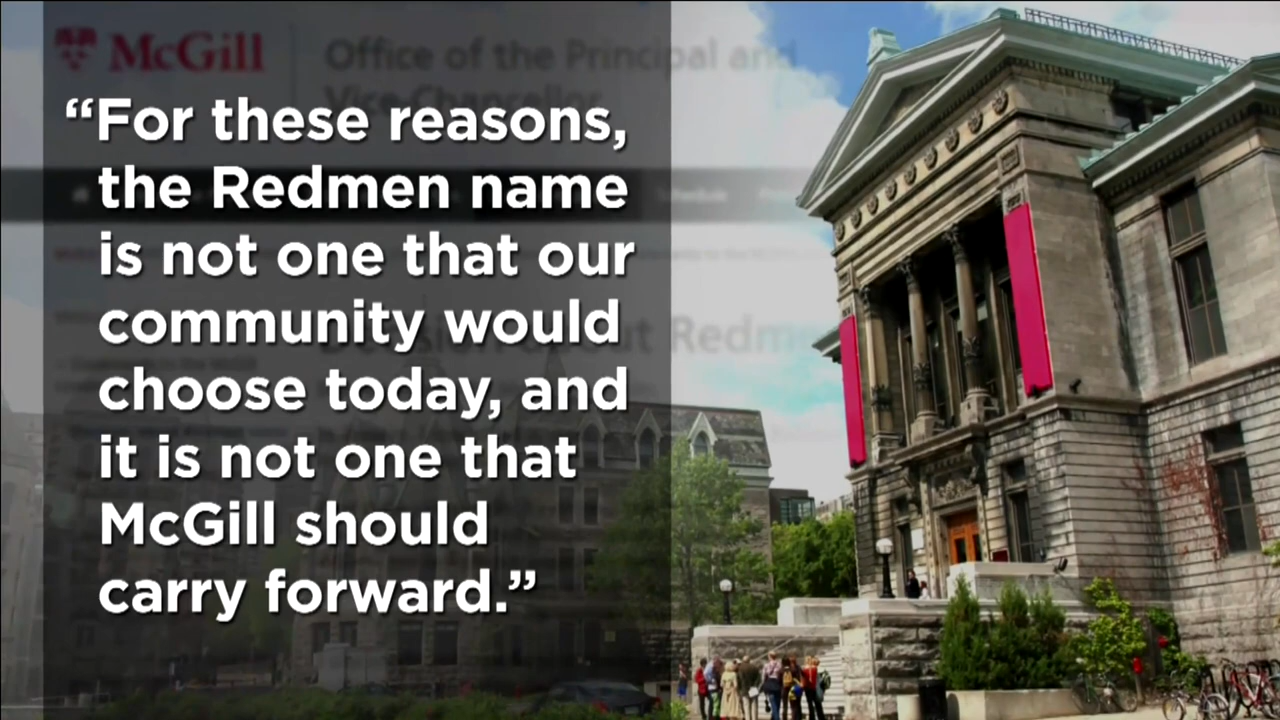 McGill
Office of the Principal and
Vice-Chancellor
“For these reasons,
the Redmen name
is not one that our
community would
choose today, and
it is not one that
McGill should
carry forward.”